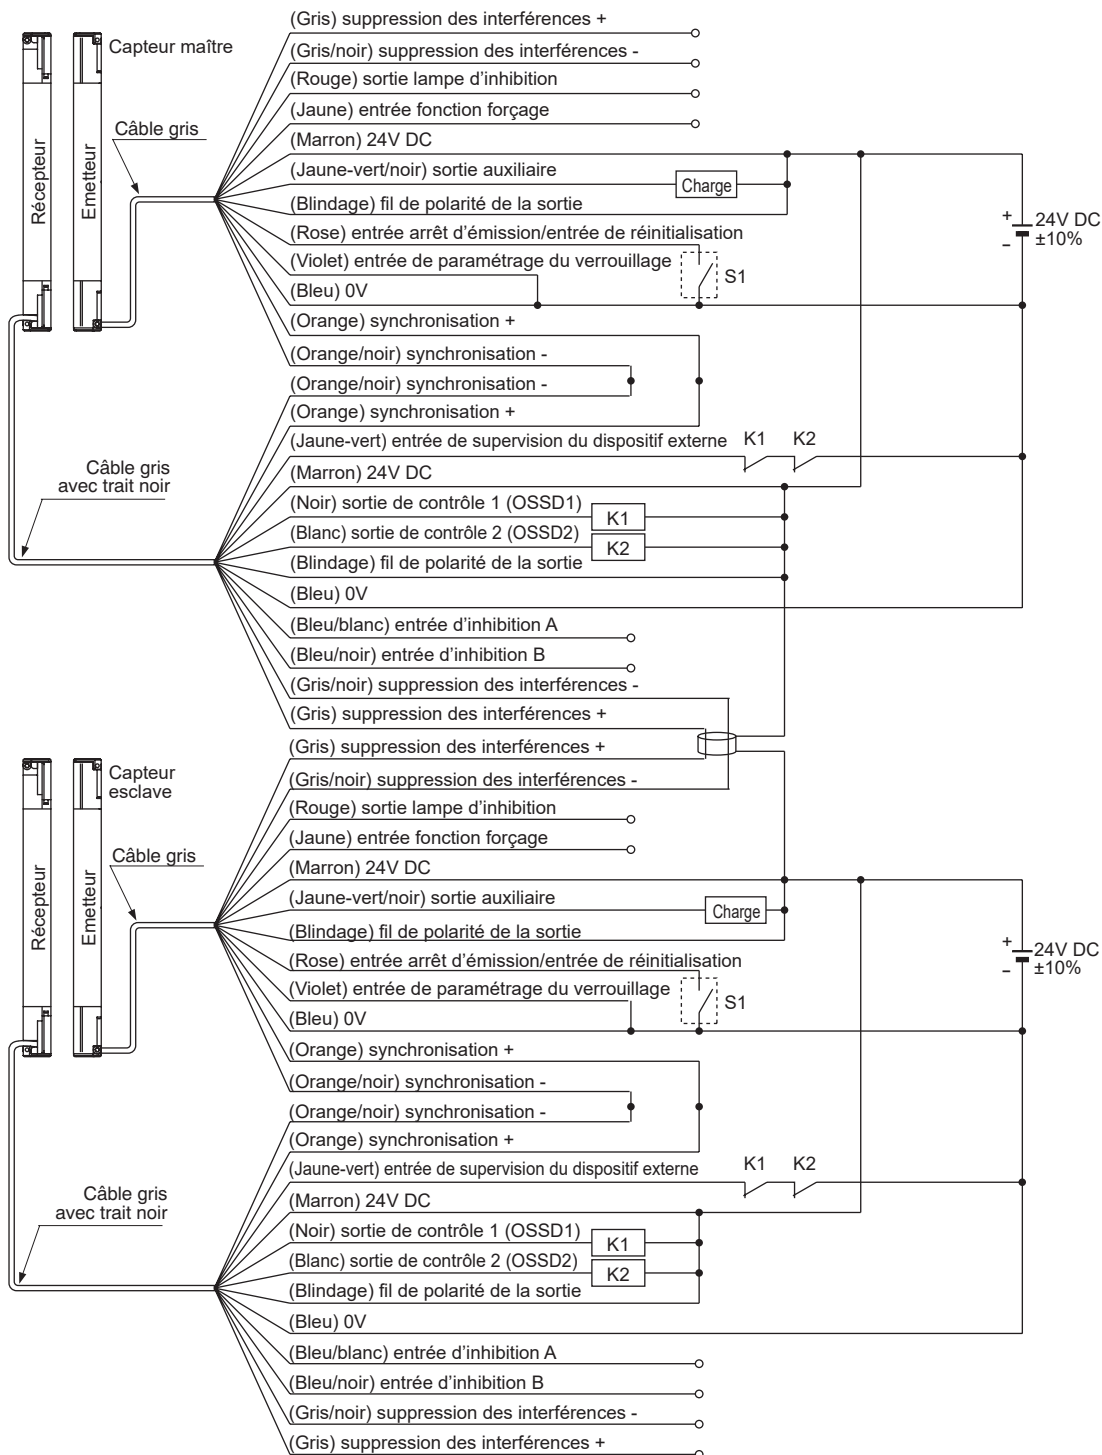 (Gris) suppression des interférences +
Capteur maître
(Gris/noir) suppression des interférences -
(Rouge) sortie lampe d'inhibition
(Jaune) entrée fonction forçage
Câble gris
(Marron) 24V DC
(Jaune-vert/noir) sortie auxiliaire
Charge
Récepteur
Emetteur
(Blindage) fil de polarité de la sortie
+
24V DC
±10%
-
(Rose) entrée arrêt d'émission/entrée de réinitialisation
(Violet) entrée de paramétrage du verrouillage
S1
(Bleu) 0V
(Orange) synchronisation +
(Orange/noir) synchronisation -
(Orange/noir) synchronisation -
(Orange) synchronisation +
(Jaune-vert) entrée de supervision du dispositif externe
K1
K2
Câble gris
avec trait noir
(Marron) 24V DC
(Noir) sortie de contrôle 1 (OSSD1)
K1
(Blanc) sortie de contrôle 2 (OSSD2)
K2
(Blindage) fil de polarité de la sortie
(Bleu) 0V
(Bleu/blanc) entrée d'inhibition A
(Bleu/noir) entrée d'inhibition B
(Gris/noir) suppression des interférences -
(Gris) suppression des interférences +
(Gris) suppression des interférences +
Capteur
esclave
(Gris/noir) suppression des interférences -
(Rouge) sortie lampe d'inhibition
(Jaune) entrée fonction forçage
Câble gris
(Marron) 24V DC
(Jaune-vert/noir) sortie auxiliaire
Charge
Récepteur
Emetteur
(Blindage) fil de polarité de la sortie
+
24V DC
±10%
-
(Rose) entrée arrêt d'émission/entrée de réinitialisation
(Violet) entrée de paramétrage du verrouillage
S1
(Bleu) 0V
(Orange) synchronisation +
(Orange/noir) synchronisation -
(Orange/noir) synchronisation -
(Orange) synchronisation +
(Jaune-vert) entrée de supervision du dispositif externe
K1
K2
Câble gris
avec trait noir
(Marron) 24V DC
(Noir) sortie de contrôle 1 (OSSD1)
K1
(Blanc) sortie de contrôle 2 (OSSD2)
K2
(Blindage) fil de polarité de la sortie
(Bleu) 0V
(Bleu/blanc) entrée d'inhibition A
(Bleu/noir) entrée d'inhibition B
(Gris/noir) suppression des interférences -
(Gris) suppression des interférences +